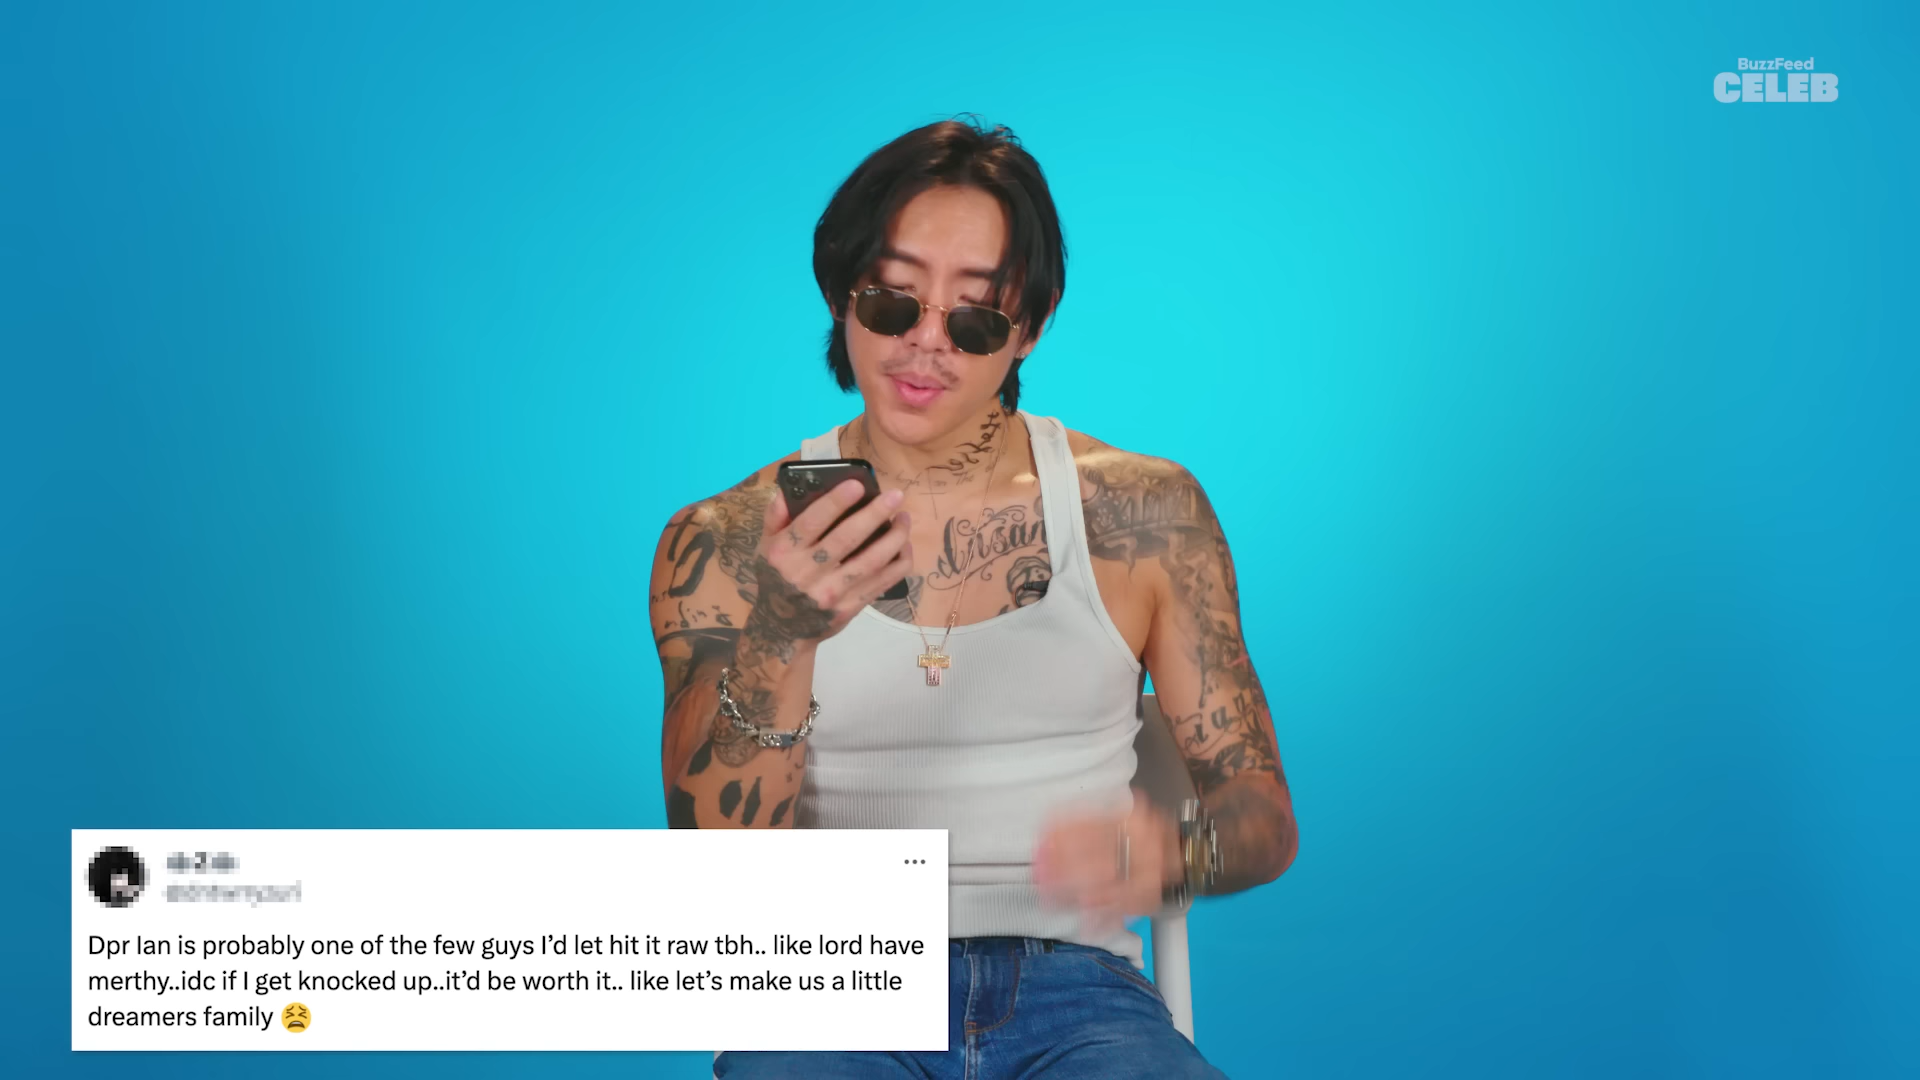 BuzzFeed
CELEB
Dpr Ian is probably one of the few guys I’d let hit it raw tbh.. like lord have
merthy..idc if I get knocked up..it’d be worth it.. like let’s make us a little
dreamers family 😫